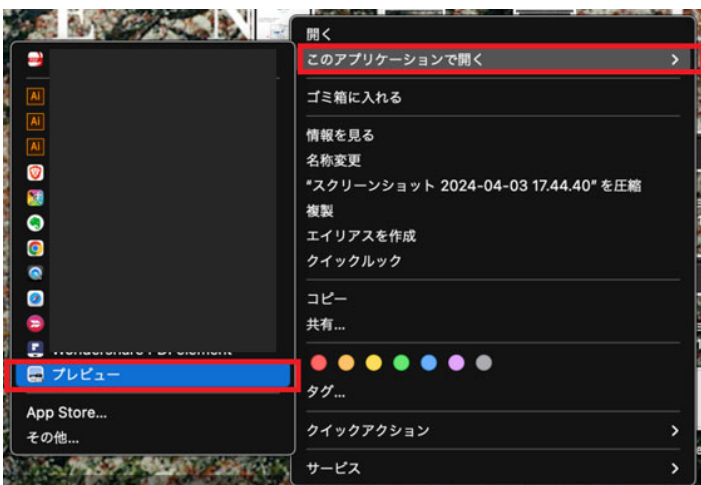 開く
このアプリケーションで開く
ゴミ箱に入れる
情報を見る
名称変更
"スクリーンショット 2024-04-03 17.44.40" を圧縮
複製
エイリアスを作成
クイックルック
コピー
共有...
タグ...
クイックアクション
サービス
Ai
Ai
Ai
プレビュー
App Store...
その他...